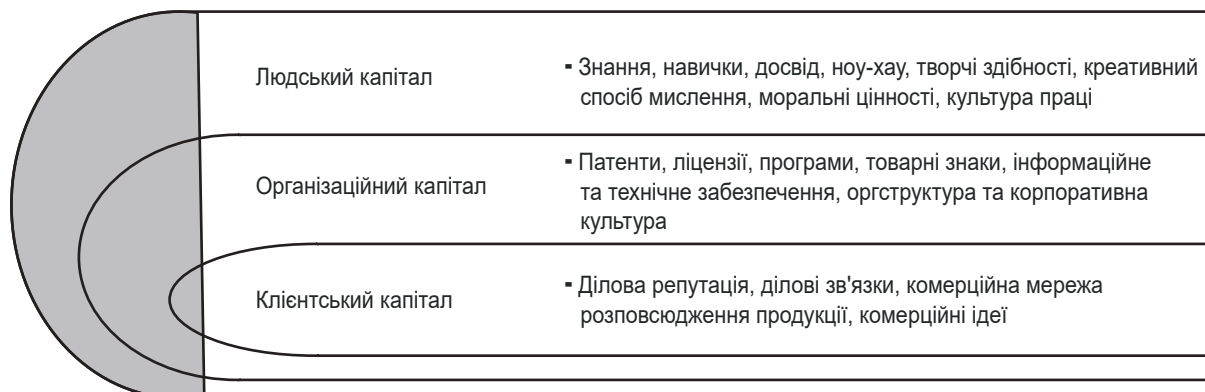 Людський капітал
- Знання, навички, досвід, ноу-хау, творчі здібності, креативний
спосіб мислення, моральні цінності, культура праці
Організаційний капітал
- Патенти, ліцензії, програми, товарні знаки, інформаційне
та технічне забезпечення, оргструктура та корпоративна
культура
Клієнтський капітал
- Ділова репутація, ділові зв'язки, комерційна мережа
розповсюдження продукції, комерційні ідеї